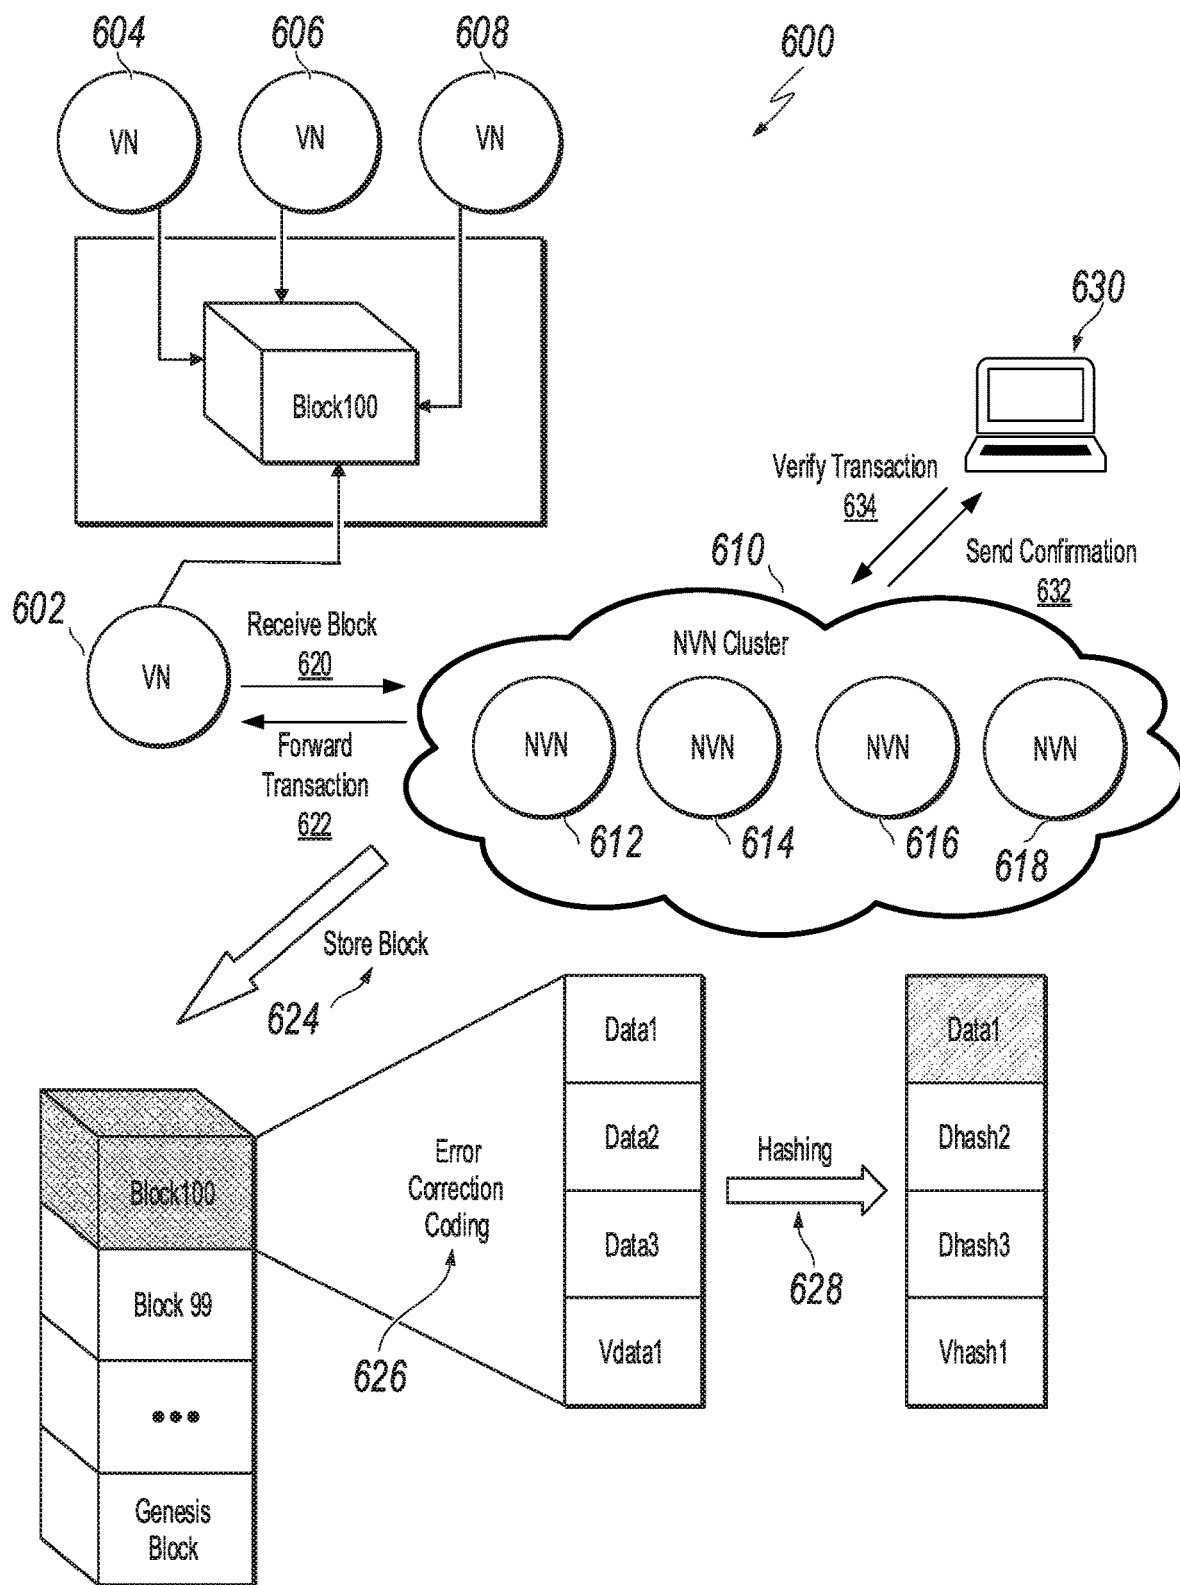 604
606
608
600
VN
VN
VN
Block100
630
Verify Transaction
634
Send Confirmation
632
610
602
VN
Receive Block
620
Forward
Transaction
622
NVN Cluster
NVN
NVN
NVN
NVN
612
614
616
618
Store Block
624
Block100
Block 99
•••
Genesis
Block
Error
Correction
Coding
626
Data1
Data2
Data3
Vdata1
Hashing
628
Data1
Dhash2
Dhash3
Vhash1